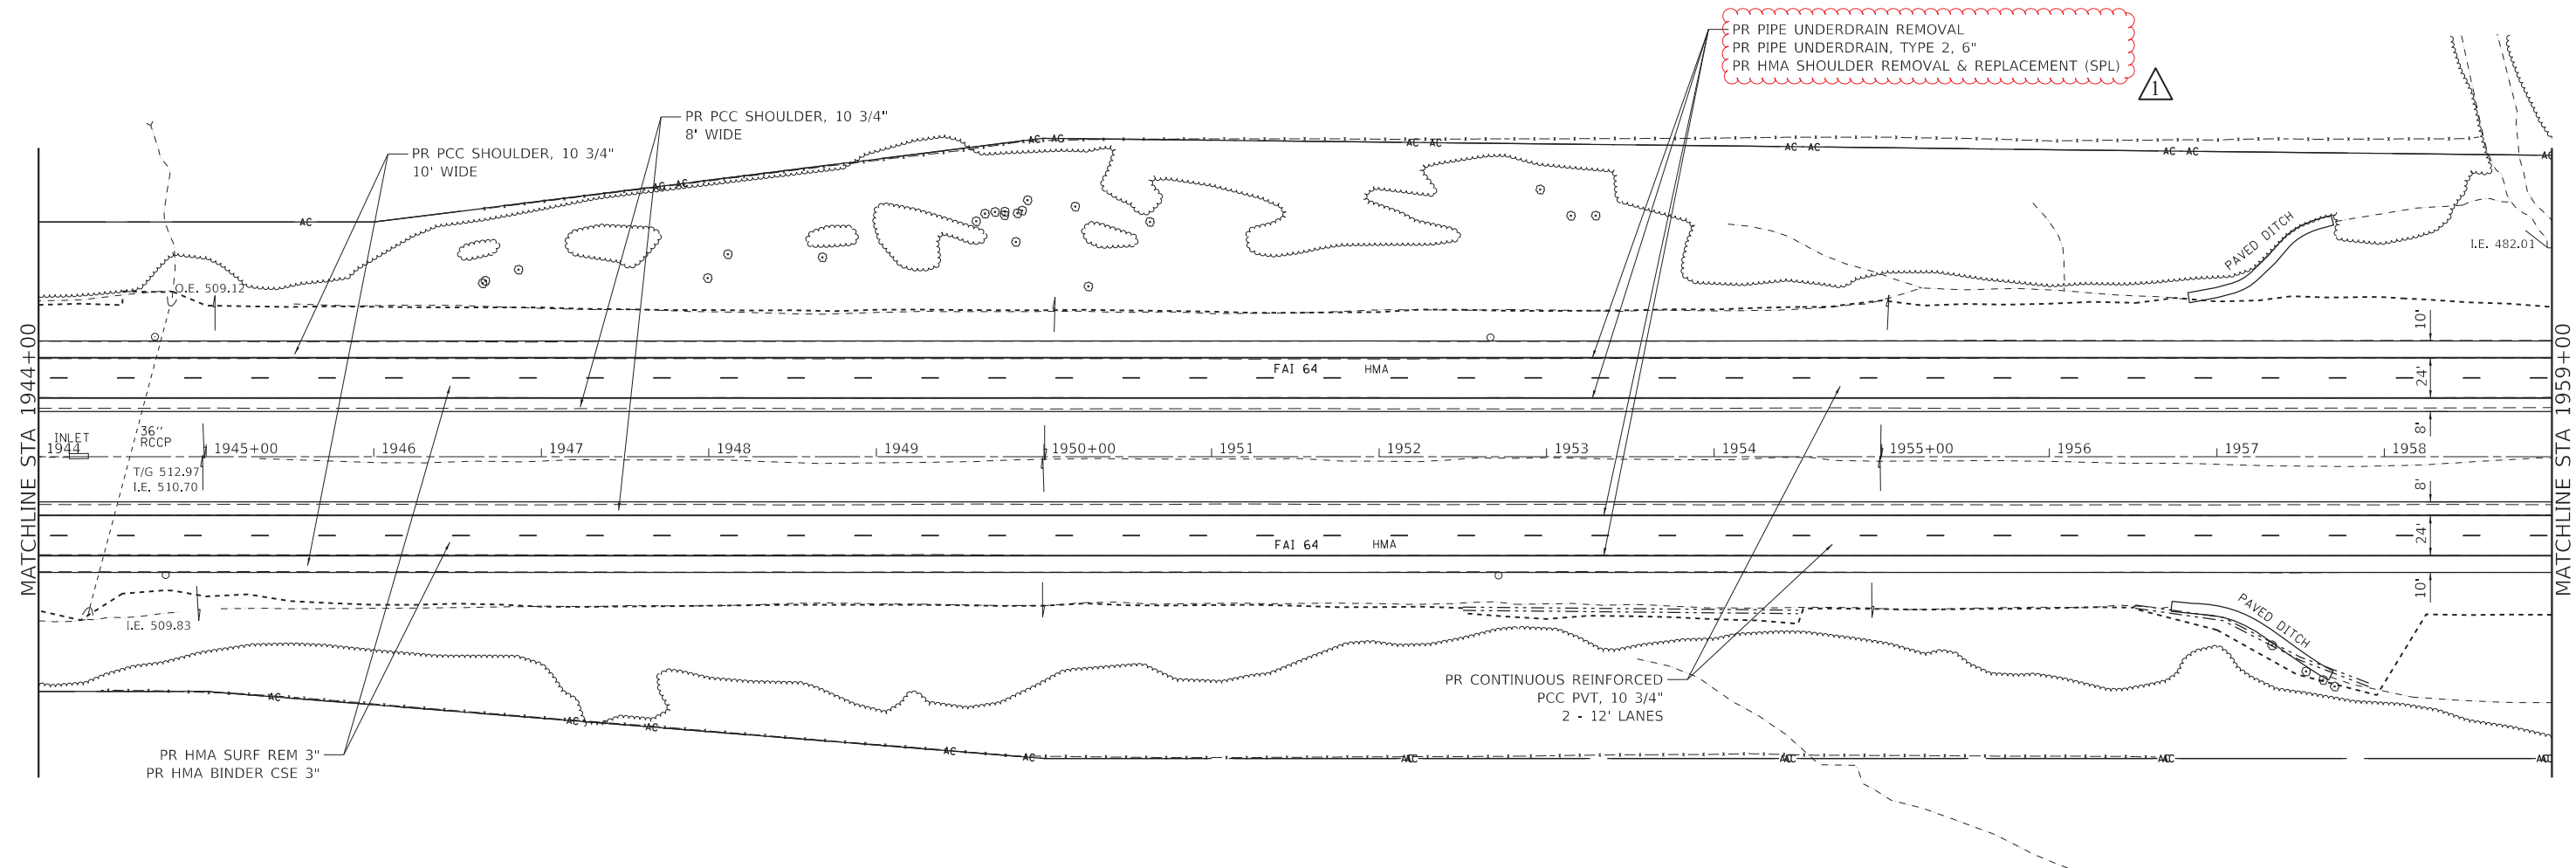 PR PIPE UNDERDRAIN REMOVAL
PR PIPE UNDERDRAIN, TYPE 2, 6"
PR HMA SHOULDER REMOVAL & REPLACEMENT (SPL)
1
PR PCC SHOULDER, 10 3/4"
8' WIDE
PR PCC SHOULDER, 10 3/4"
10' WIDE
AC AC
AC AC
AC AC
AC AC
AC AC
AC
AC
PAVED DITCH
I.E. 482.01
O.E. 509.12
MATCHLINE STA 1944+00
MATCHLINE STA 1959+00
10'
24'
8'
FAI 64
HMA
INLET
36"
RCCP
1944
1945+00
1946
1947
1948
1949
1950+00
1951
1952
1953
1954
1955+00
1956
1957
1958
T/G 512.97
I.E. 510.70
8'
24'
10'
FAI 64
HMA
I.E. 509.83
PAVED DITCH
PR CONTINUOUS REINFORCED
PCC PVT, 10 3/4"
2 - 12' LANES
AC
AC
AC
AC
AC
PR HMA SURF REM 3"
PR HMA BINDER CSE 3"